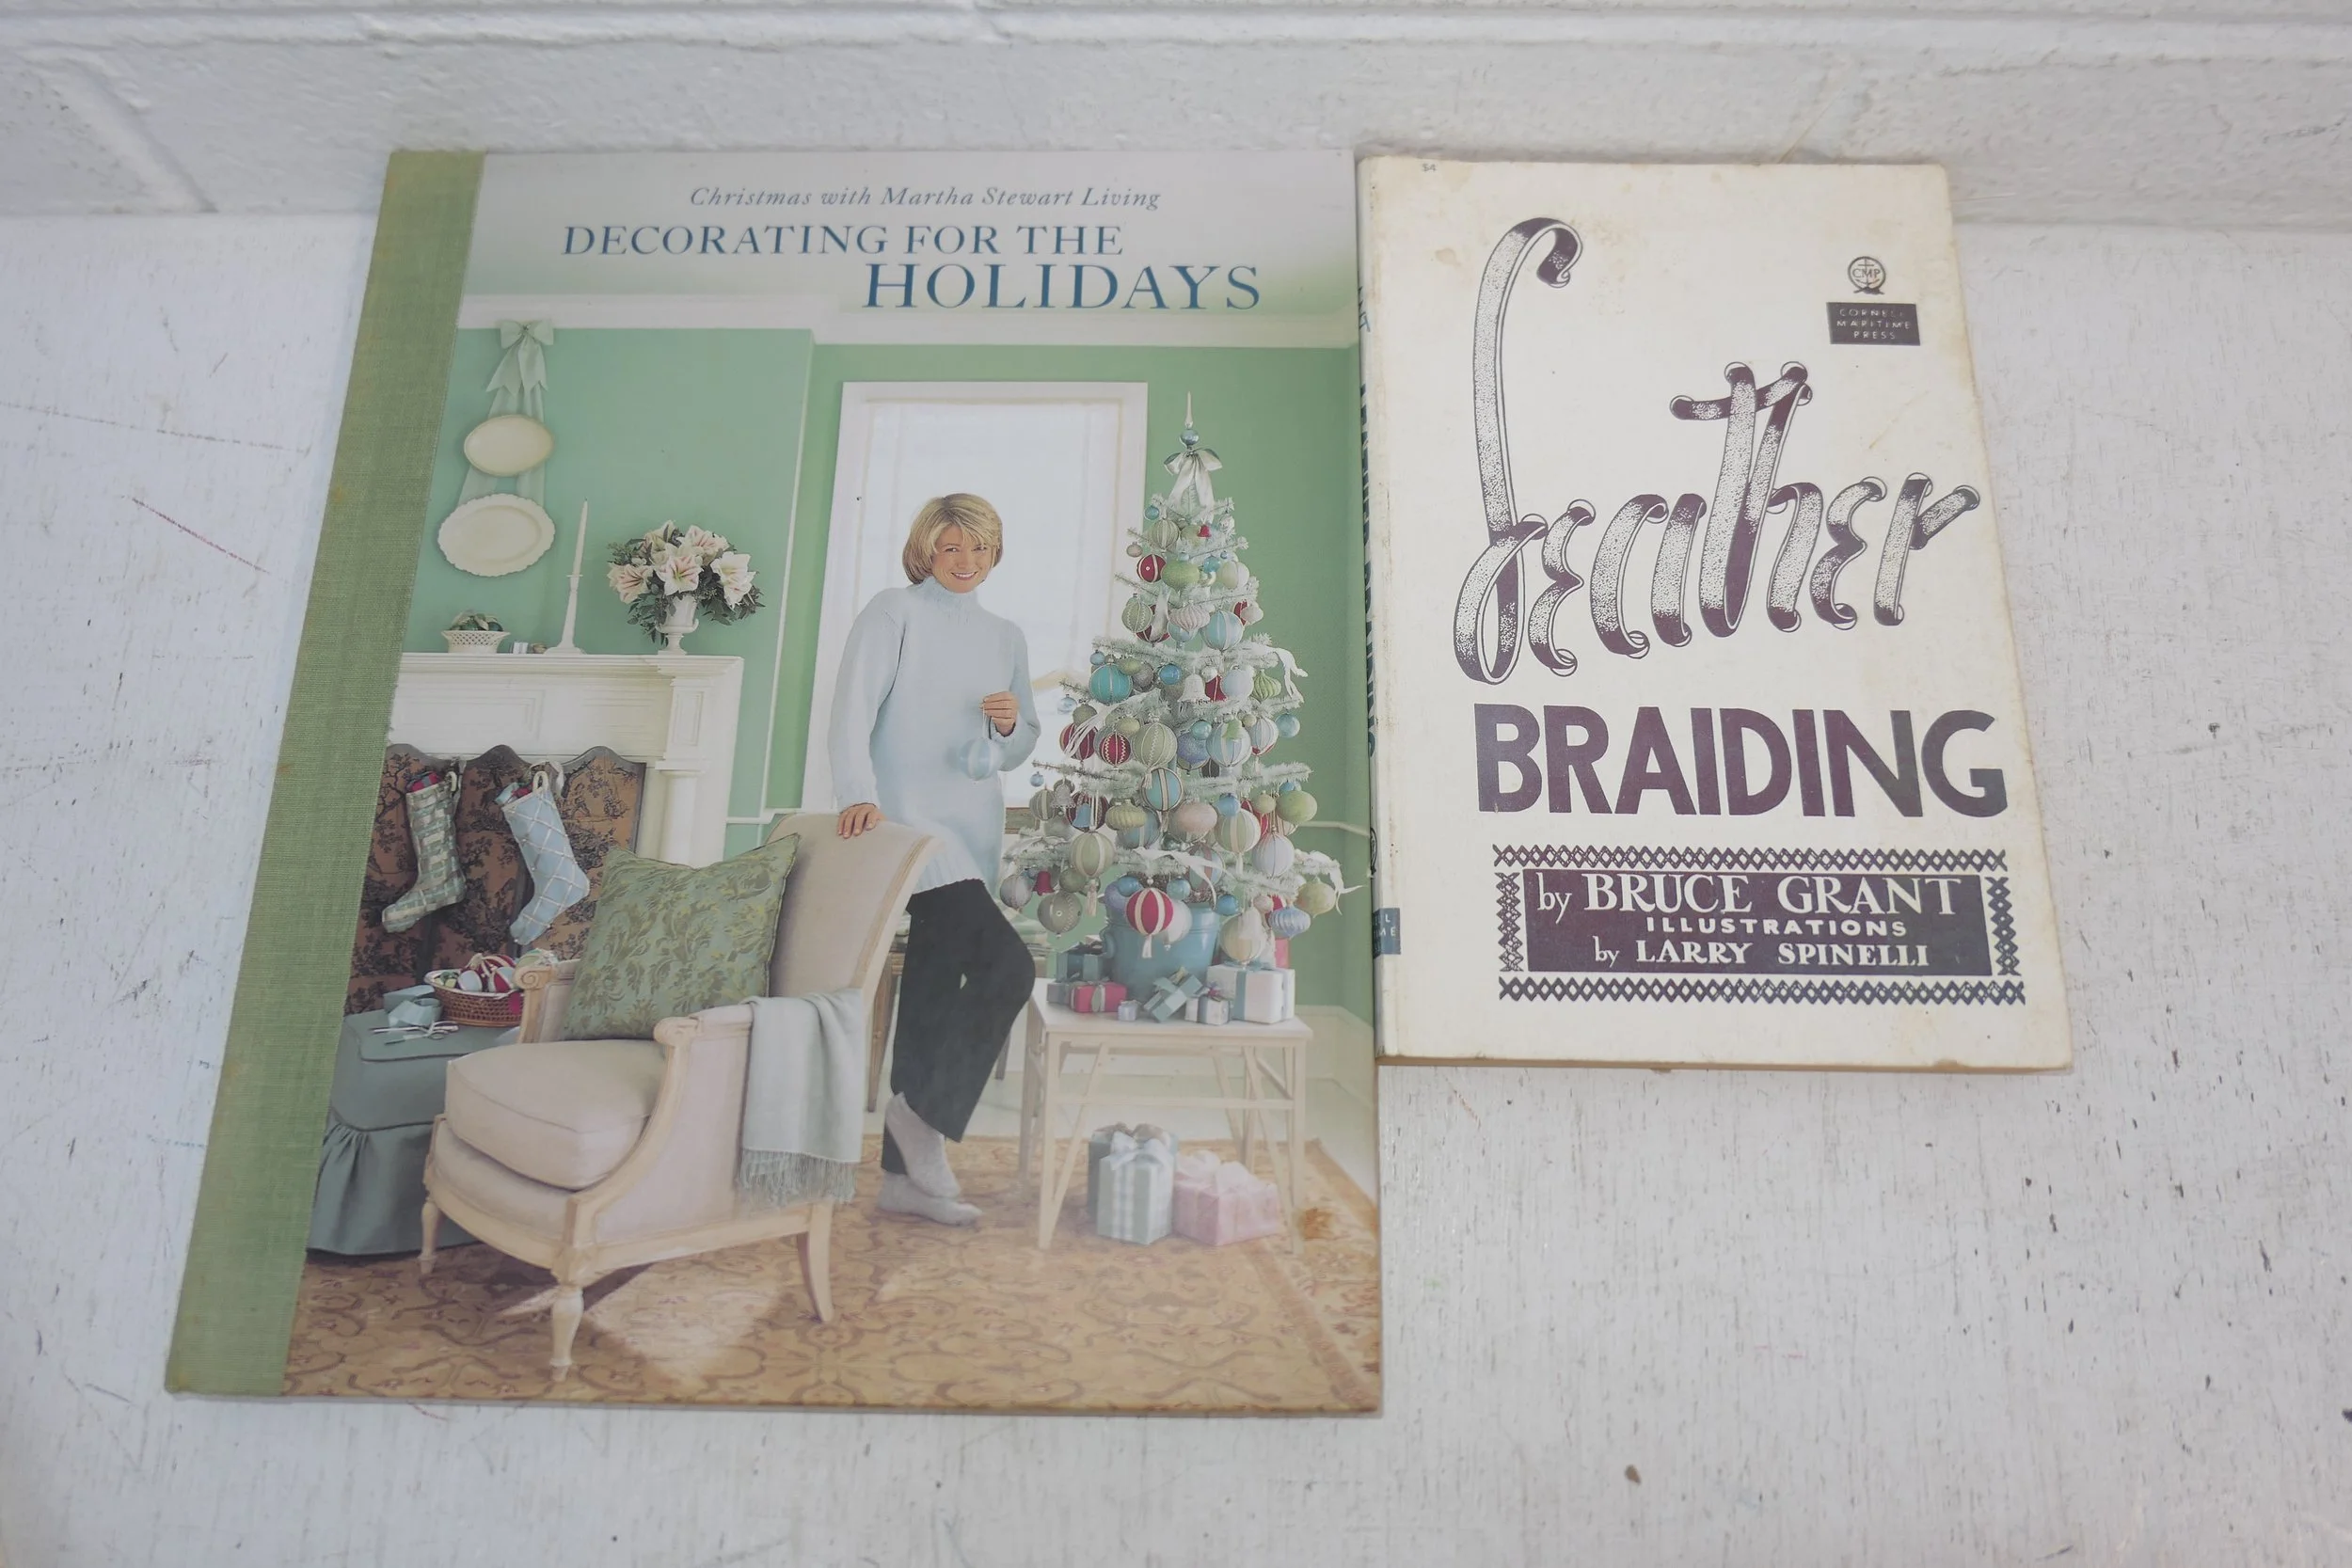 Christmas with Martha Stewart Living
DECORATING FOR THE
HOLIDAYS
$4
CMP
CORNELL
MARITIME
PRESS
Leather
BRAIDING
by BRUCE GRANT
ILLUSTRATIONS
by LARRY SPINELLI